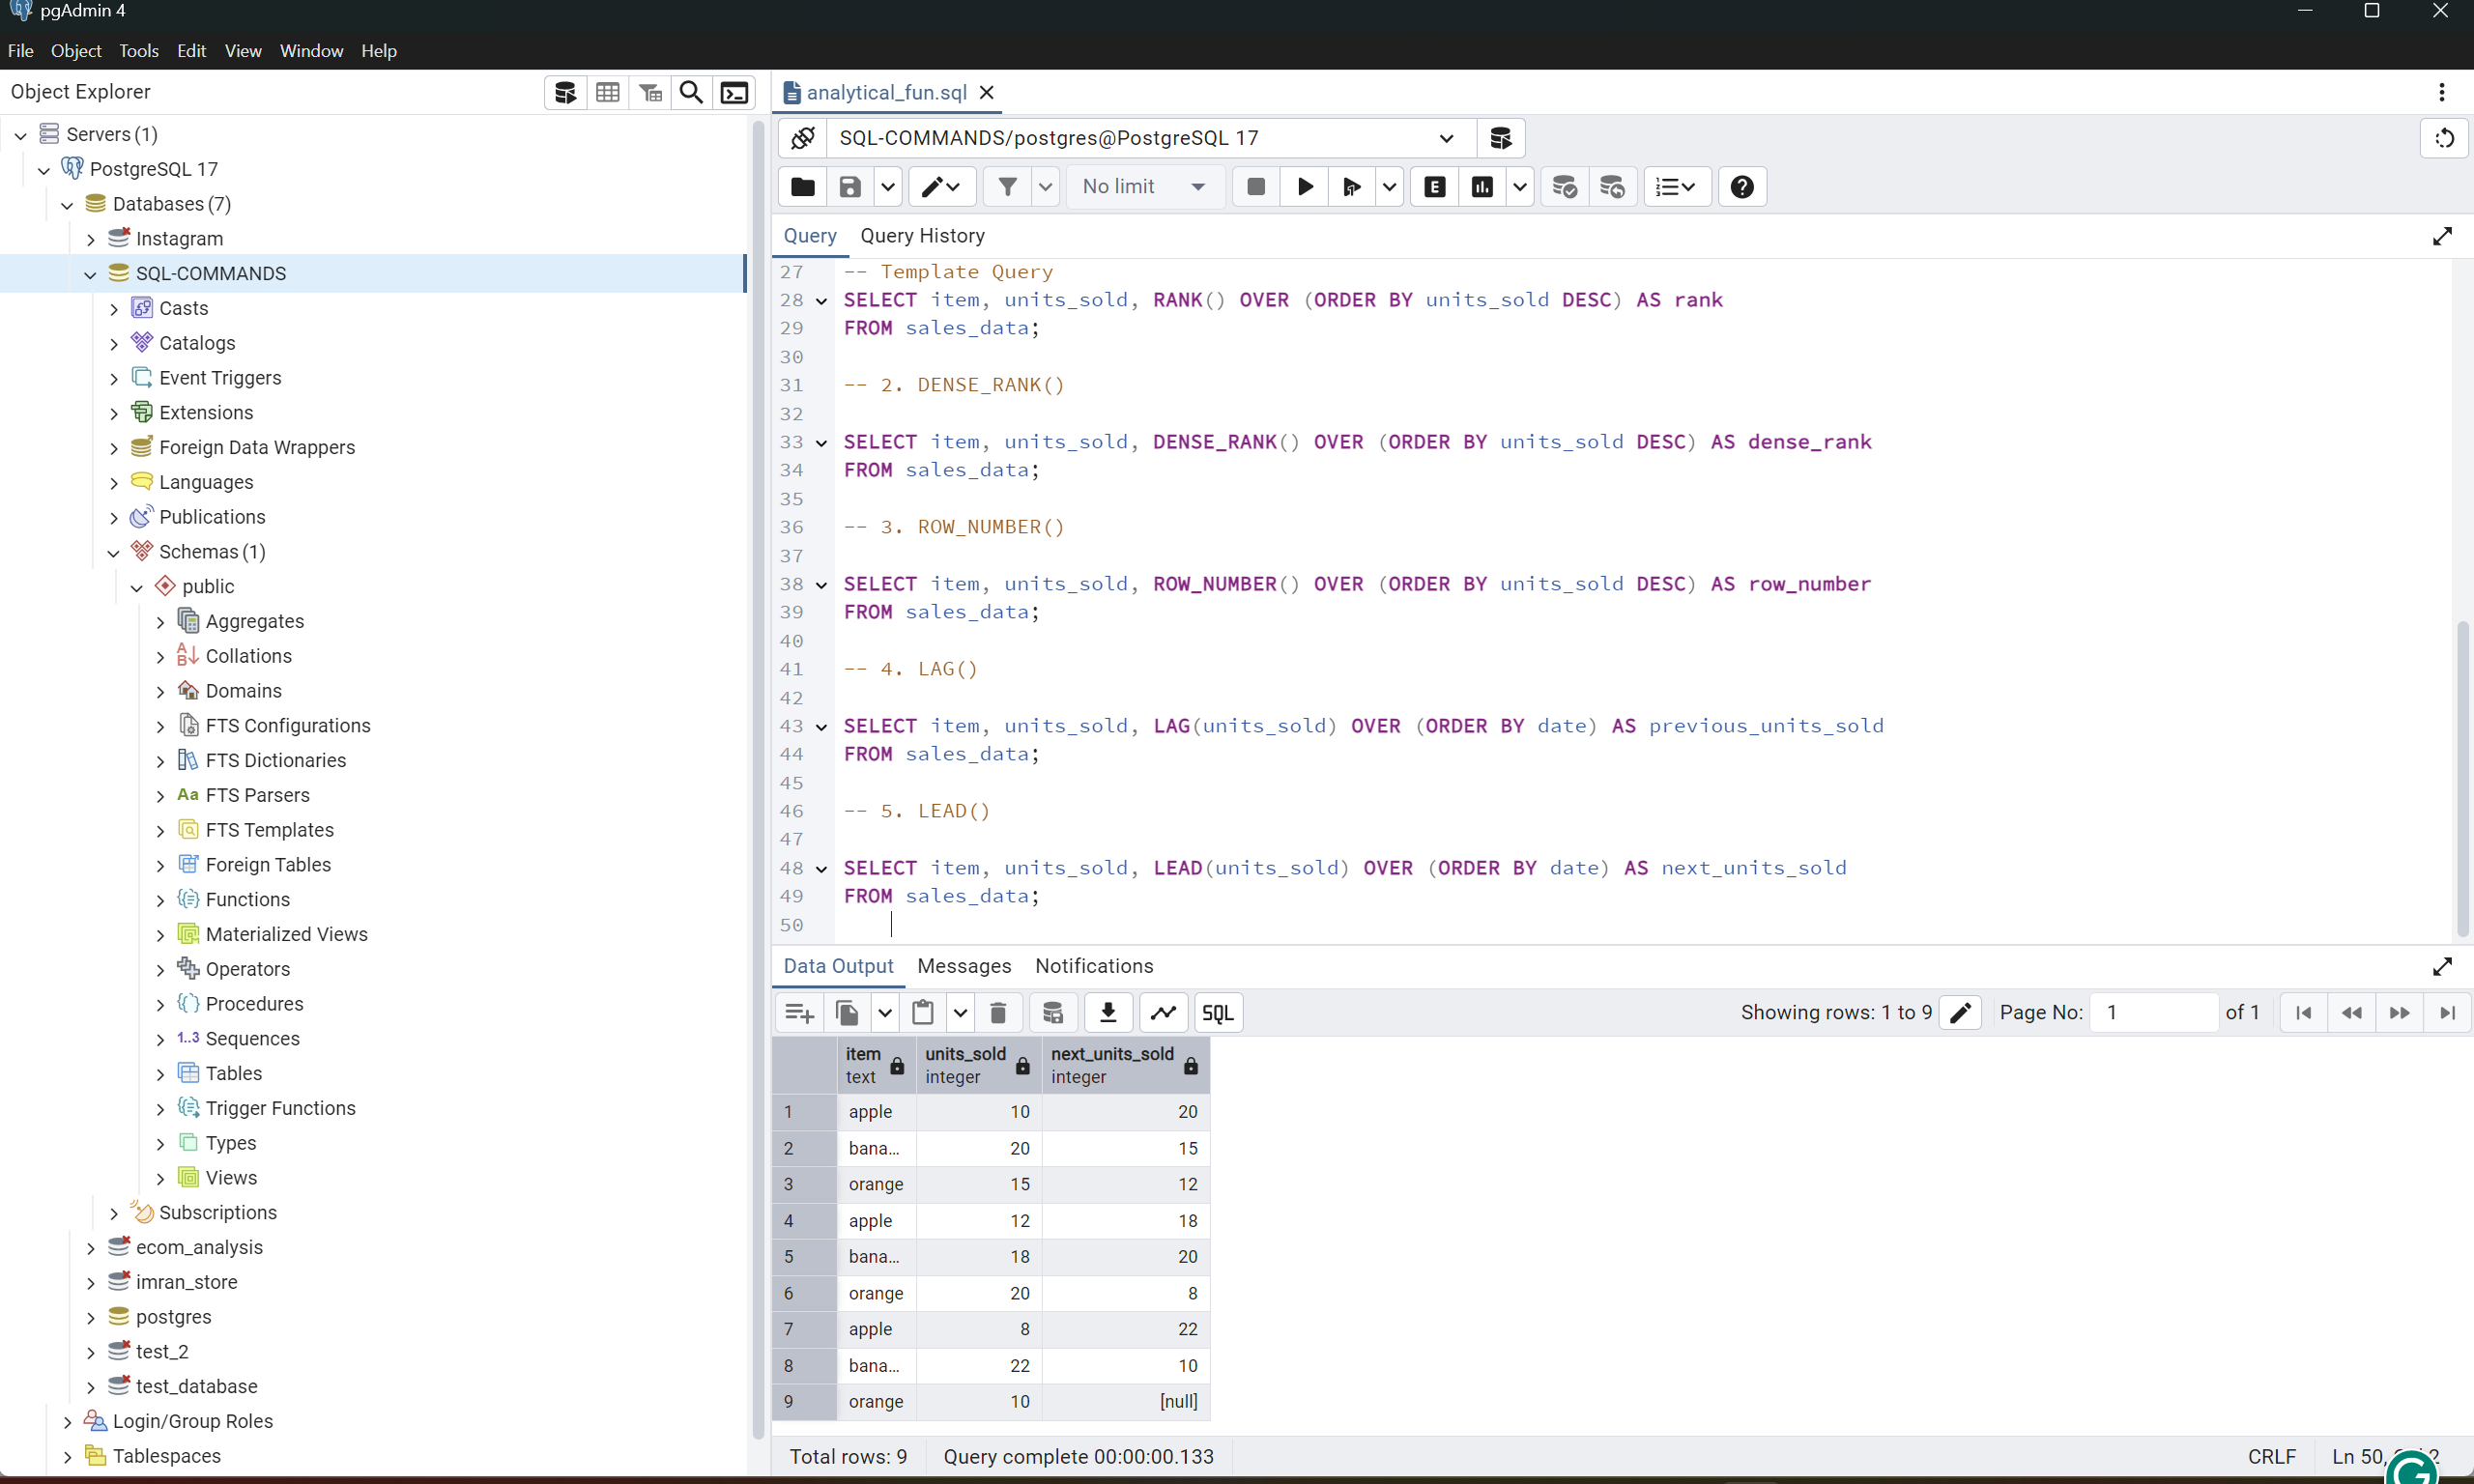 pgAdmin 4
File Object Tools Edit View Window Help
Object Explorer
Servers (1)
PostgreSQL 17
Databases (7)
Instagram
SQL-COMMANDS
Casts
Catalogs
Event Triggers
Extensions
Foreign Data Wrappers
Languages
Publications
Schemas (1)
public
Aggregates
Collations
Domains
FTS Configurations
FTS Dictionaries
Aa FTS Parsers
FTS Templates
Foreign Tables
Functions
Materialized Views
Operators
Procedures
1..3 Sequences
Tables
Trigger Functions
Types
Views
Subscriptions
ecom_analysis
imran_store
postgres
test_2
test_database
Login/Group Roles
Tablespaces
analytical_fun.sql
SQL-COMMANDS/postgres@PostgreSQL 17
No limit
E
Query Query History
27 -- Template Query
28 SELECT item, units_sold, RANK() OVER (ORDER BY units_sold DESC) AS rank
29 FROM sales_data;
30
31 -- 2. DENSE_RANK()
32
33 SELECT item, units_sold, DENSE_RANK() OVER (ORDER BY units_sold DESC) AS dense_rank
34 FROM sales_data;
35
36 -- 3. ROW_NUMBER()
37
38 SELECT item, units_sold, ROW_NUMBER() OVER (ORDER BY units_sold DESC) AS row_number
39 FROM sales_data;
40
41 -- 4. LAG()
42
43 SELECT item, units_sold, LAG(units_sold) OVER (ORDER BY date) AS previous_units_sold
44 FROM sales_data;
45
46 -- 5. LEAD()
47
48 SELECT item, units_sold, LEAD(units_sold) OVER (ORDER BY date) AS next_units_sold
49 FROM sales_data;
50
Data Output Messages Notifications
SQL Showing rows: 1 to 9 Page No: 1 of 1
item units_sold next_units_sold
text integer integer
1 apple 10 20
2 bana... 20 15
3 orange 15 12
4 apple 12 18
5 bana... 18 20
6 orange 20 8
7 apple 8 22
8 bana... 22 10
9 orange 10 [null]
Total rows: 9 Query complete 00:00:00.133 CRLF Ln 50,